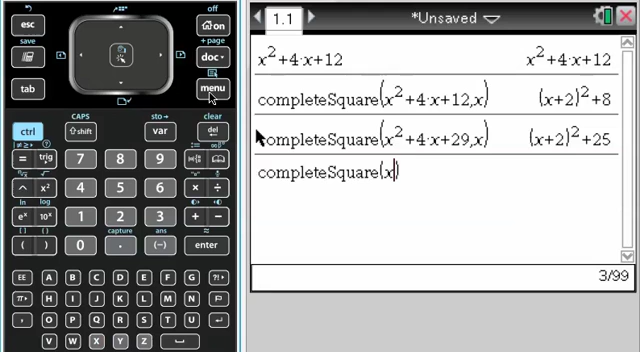 off
esc
on
save
+ page
doc
tab
menu
CAPS
sto→
clear
ctrl
shift
var
del
= trig 7 8 9
^ x² 4 5 6 × ÷
ln log
eˣ 10ˣ 1 2 3 + −
[ ] { } capture ans ≈
( ) 0 . (−) enter
EE A B C D E F G ?!
π H I J K L M N
, O P Q R S T U
V W X Y Z
1.1 *Unsaved
x²+4·x+12 x²+4·x+12
completeSquare(x²+4·x+12,x) (x+2)²+8
completeSquare(x²+4·x+29,x) (x+2)²+25
completeSquare(x)
3/99